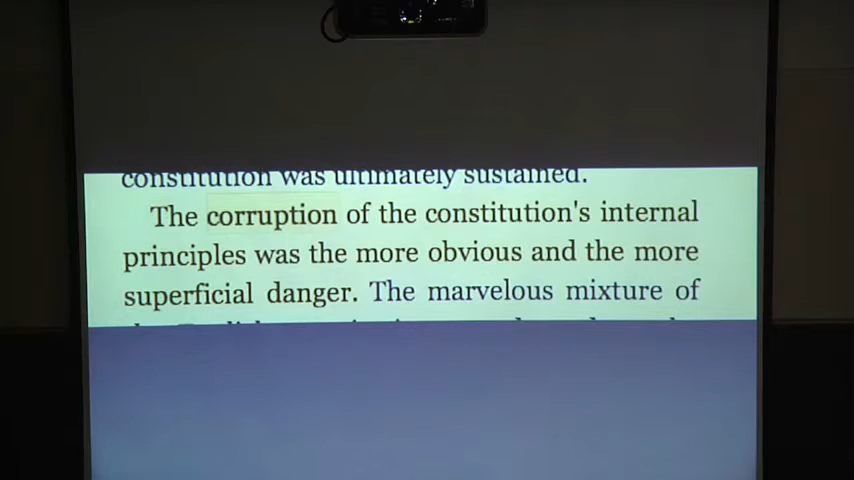 constitution was ultimately sustained.
The corruption of the constitution's internal
principles was the more obvious and the more
superficial danger. The marvelous mixture of